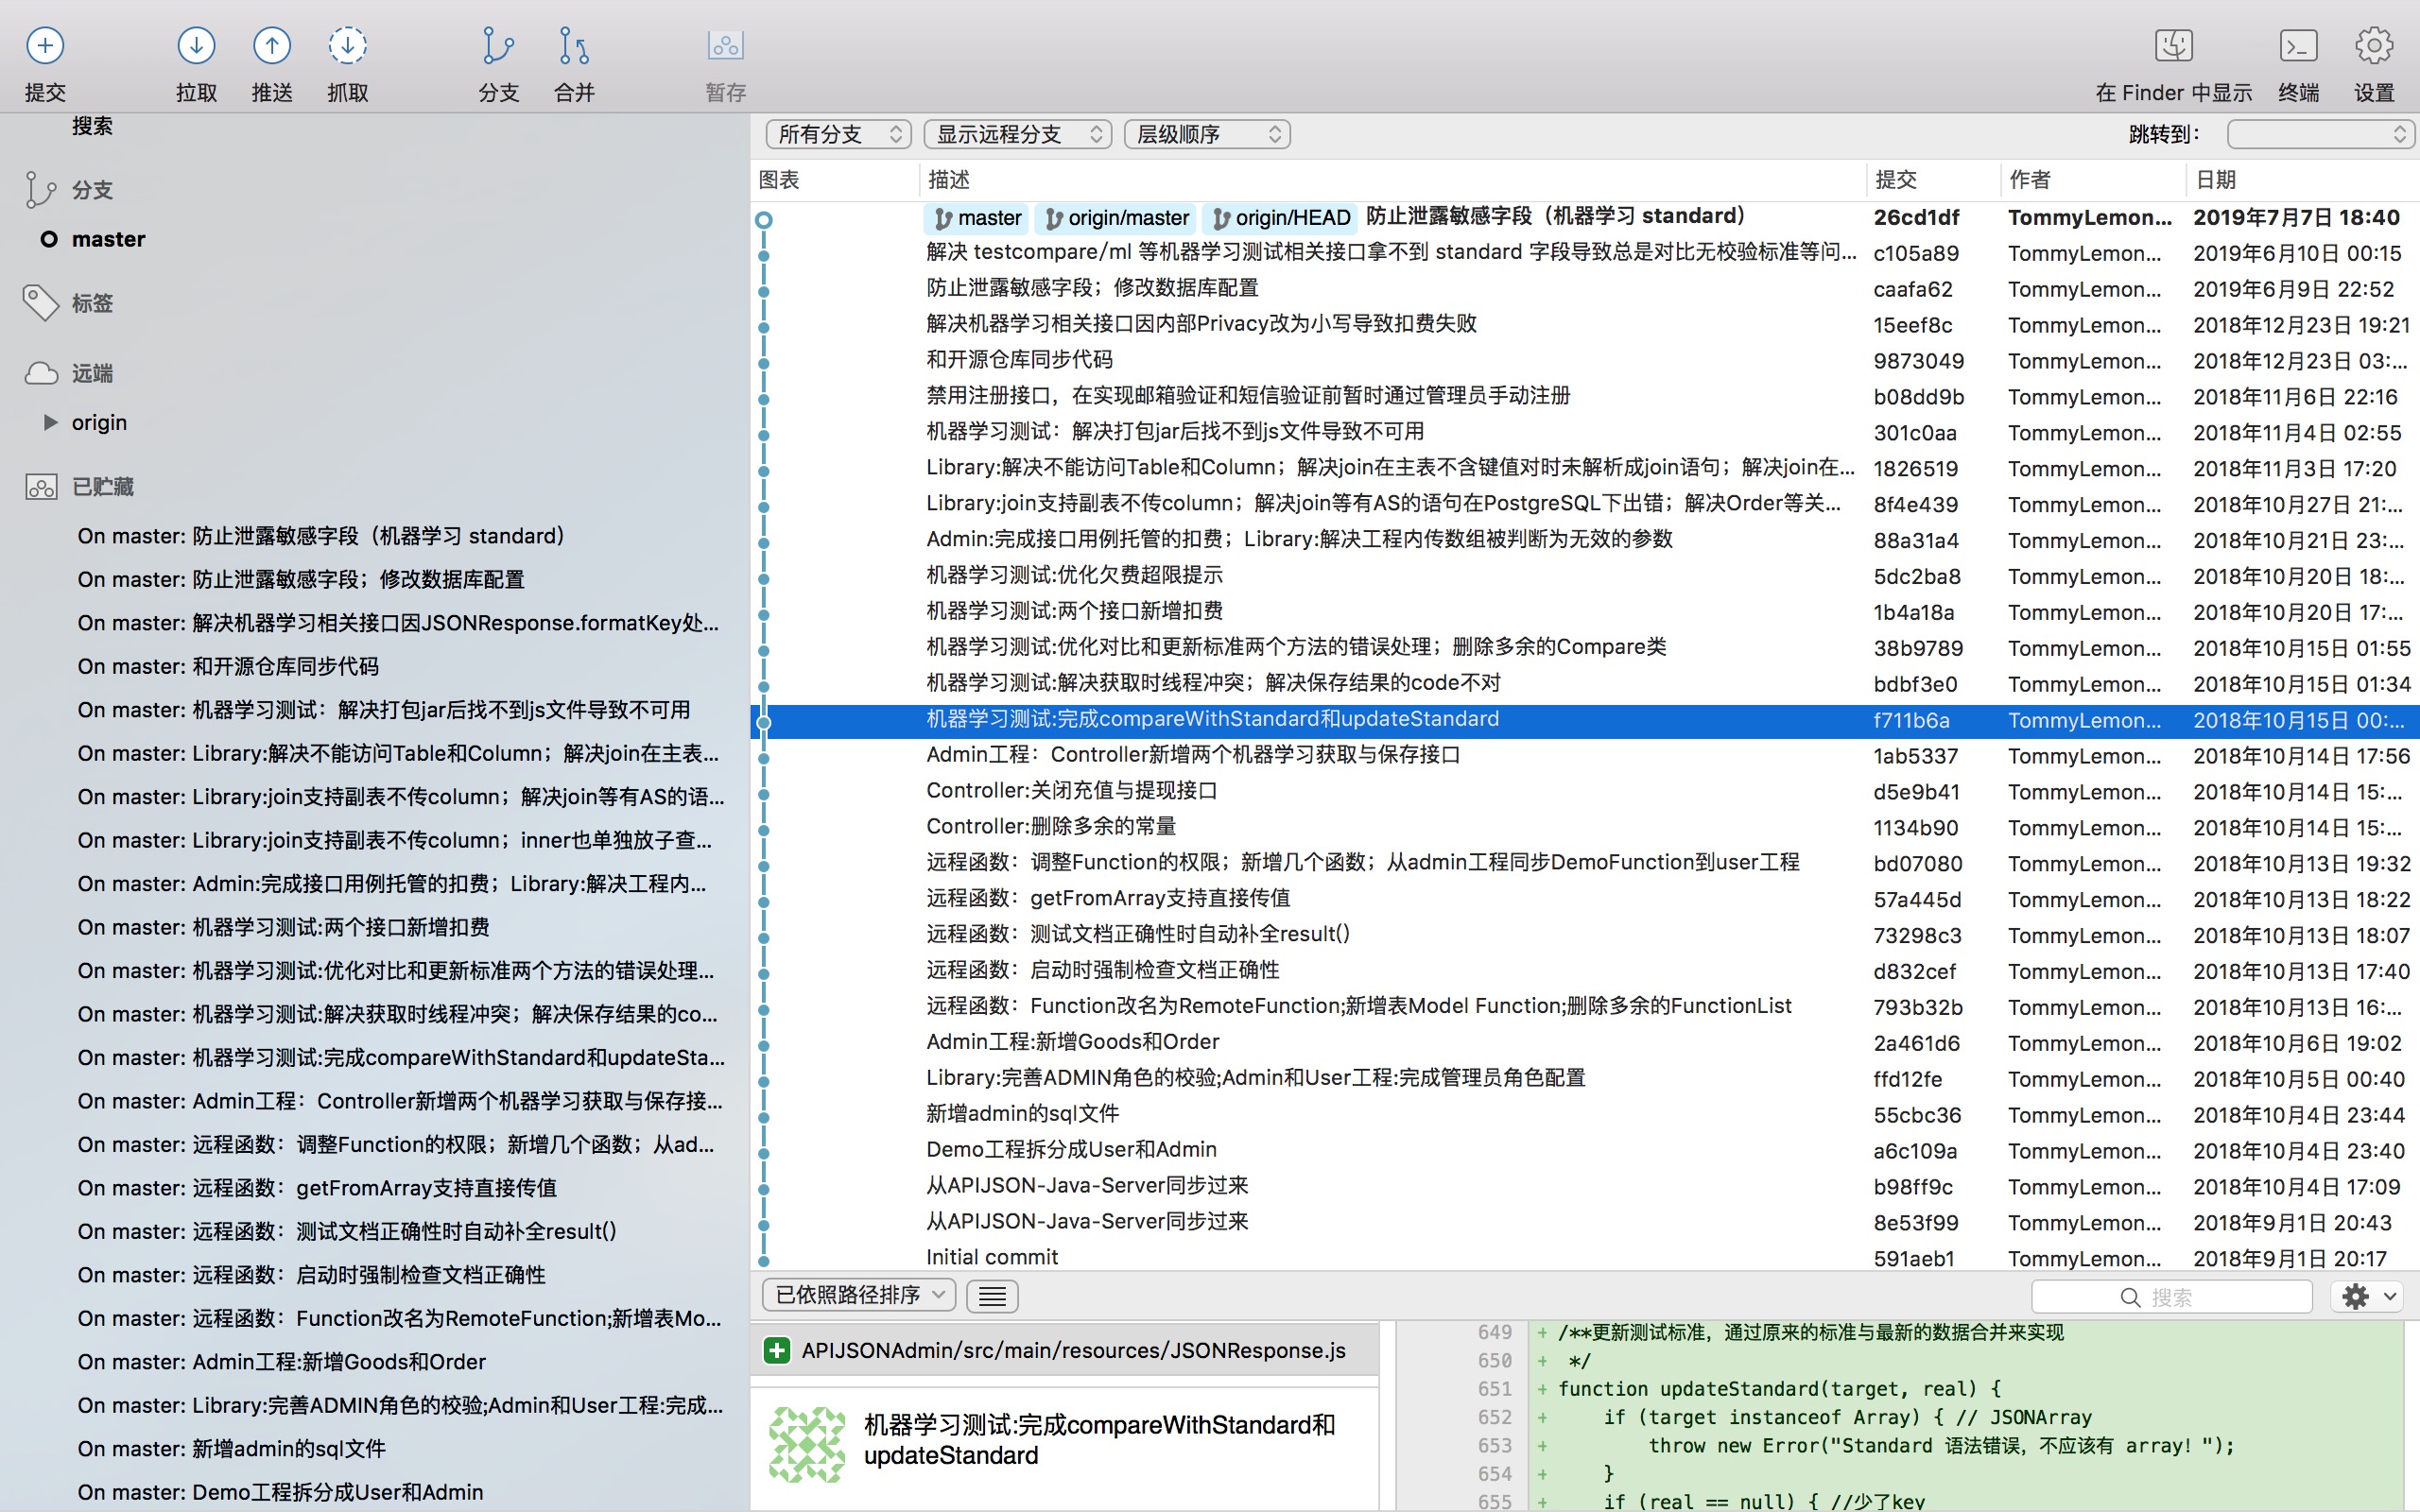 提交
拉取
推送
抓取
分支
合并
暂存
在 Finder 中显示
终端
设置
搜索
分支
master
标签
远端
origin
已贮藏
On master: 防止泄露敏感字段（机器学习 standard）
On master: 防止泄露敏感字段；修改数据库配置
On master: 解决机器学习相关接口因JSONResponse.formatKey处...
On master: 和开源仓库同步代码
On master: 机器学习测试：解决打包jar后找不到js文件导致不可用
On master: Library:解决不能访问Table和Column；解决join在主表...
On master: Library:join支持副表不传column；解决join等有AS的语...
On master: Library:join支持副表不传column；inner也单独放子查...
On master: Admin:完成接口用例托管的扣费；Library:解决工程内...
On master: 机器学习测试:两个接口新增扣费
On master: 机器学习测试:优化对比和更新标准两个方法的错误处理...
On master: 机器学习测试:解决获取时线程冲突；解决保存结果的co...
On master: 机器学习测试:完成compareWithStandard和updateSta...
On master: Admin工程：Controller新增两个机器学习获取与保存接...
On master: 远程函数：调整Function的权限；新增几个函数；从ad...
On master: 远程函数：getFromArray支持直接传值
On master: 远程函数：测试文档正确性时自动补全result()
On master: 远程函数：启动时强制检查文档正确性
On master: 远程函数：Function改名为RemoteFunction;新增表Mo...
On master: Admin工程:新增Goods和Order
On master: Library:完善ADMIN角色的校验;Admin和User工程:完成...
On master: 新增admin的sql文件
On master: Demo工程拆分成User和Admin
所有分支 显示远程分支 层级顺序 跳转到：
图表 描述 提交 作者 日期
master origin/master origin/HEAD 防止泄露敏感字段（机器学习 standard） 26cd1df TommyLemon... 2019年7月7日 18:40
解决 testcompare/ml 等机器学习测试相关接口拿不到 standard 字段导致总是对比无校验标准等问... c105a89 TommyLemon... 2019年6月10日 00:15
防止泄露敏感字段；修改数据库配置 caafa62 TommyLemon... 2019年6月9日 22:52
解决机器学习相关接口因内部Privacy改为小写导致扣费失败 15eef8c TommyLemon... 2018年12月23日 19:21
和开源仓库同步代码 9873049 TommyLemon... 2018年12月23日 03:...
禁用注册接口，在实现邮箱验证和短信验证前暂时通过管理员手动注册 b08dd9b TommyLemon... 2018年11月6日 22:16
机器学习测试：解决打包jar后找不到js文件导致不可用 301c0aa TommyLemon... 2018年11月4日 02:55
Library:解决不能访问Table和Column；解决join在主表不含键值对时未解析成join语句；解决join在... 1826519 TommyLemon... 2018年11月3日 17:20
Library:join支持副表不传column；解决join等有AS的语句在PostgreSQL下出错；解决Order等关... 8f4e439 TommyLemon... 2018年10月27日 21:...
Admin:完成接口用例托管的扣费；Library:解决工程内传数组被判断为无效的参数 88a31a4 TommyLemon... 2018年10月21日 23:...
机器学习测试:优化欠费超限提示 5dc2ba8 TommyLemon... 2018年10月20日 18:...
机器学习测试:两个接口新增扣费 1b4a18a TommyLemon... 2018年10月20日 17:...
机器学习测试:优化对比和更新标准两个方法的错误处理；删除多余的Compare类 38b9789 TommyLemon... 2018年10月15日 01:55
机器学习测试:解决获取时线程冲突；解决保存结果的code不对 bdbf3e0 TommyLemon... 2018年10月15日 01:34
机器学习测试:完成compareWithStandard和updateStandard f711b6a TommyLemon... 2018年10月15日 00:...
Admin工程：Controller新增两个机器学习获取与保存接口 1ab5337 TommyLemon... 2018年10月14日 17:56
Controller:关闭充值与提现接口 d5e9b41 TommyLemon... 2018年10月14日 15:...
Controller:删除多余的常量 1134b90 TommyLemon... 2018年10月14日 15:...
远程函数：调整Function的权限；新增几个函数；从admin工程同步DemoFunction到user工程 bd07080 TommyLemon... 2018年10月13日 19:32
远程函数：getFromArray支持直接传值 57a445d TommyLemon... 2018年10月13日 18:22
远程函数：测试文档正确性时自动补全result() 73298c3 TommyLemon... 2018年10月13日 18:07
远程函数：启动时强制检查文档正确性 d832cef TommyLemon... 2018年10月13日 17:40
远程函数：Function改名为RemoteFunction;新增表Model Function;删除多余的FunctionList 793b32b TommyLemon... 2018年10月13日 16:...
Admin工程:新增Goods和Order 2a461d6 TommyLemon... 2018年10月6日 19:02
Library:完善ADMIN角色的校验;Admin和User工程:完成管理员角色配置 ffd12fe TommyLemon... 2018年10月5日 00:40
新增admin的sql文件 55cbc36 TommyLemon... 2018年10月4日 23:44
Demo工程拆分成User和Admin a6c109a TommyLemon... 2018年10月4日 23:40
从APIJSON-Java-Server同步过来 b98ff9c TommyLemon... 2018年10月4日 17:09
从APIJSON-Java-Server同步过来 8e53f99 TommyLemon... 2018年9月1日 20:43
Initial commit 591aeb1 TommyLemon... 2018年9月1日 20:17
已依照路径排序 搜索
APIJSONAdmin/src/main/resources/JSONResponse.js
机器学习测试:完成compareWithStandard和
updateStandard
649 + /**更新测试标准，通过原来的标准与最新的数据合并来实现
650 + */
651 + function updateStandard(target, real) {
652 + if (target instanceof Array) { // JSONArray
653 + throw new Error("Standard 语法错误，不应该有 array! ");
654 + }
655 + if (real == null) { //少了key